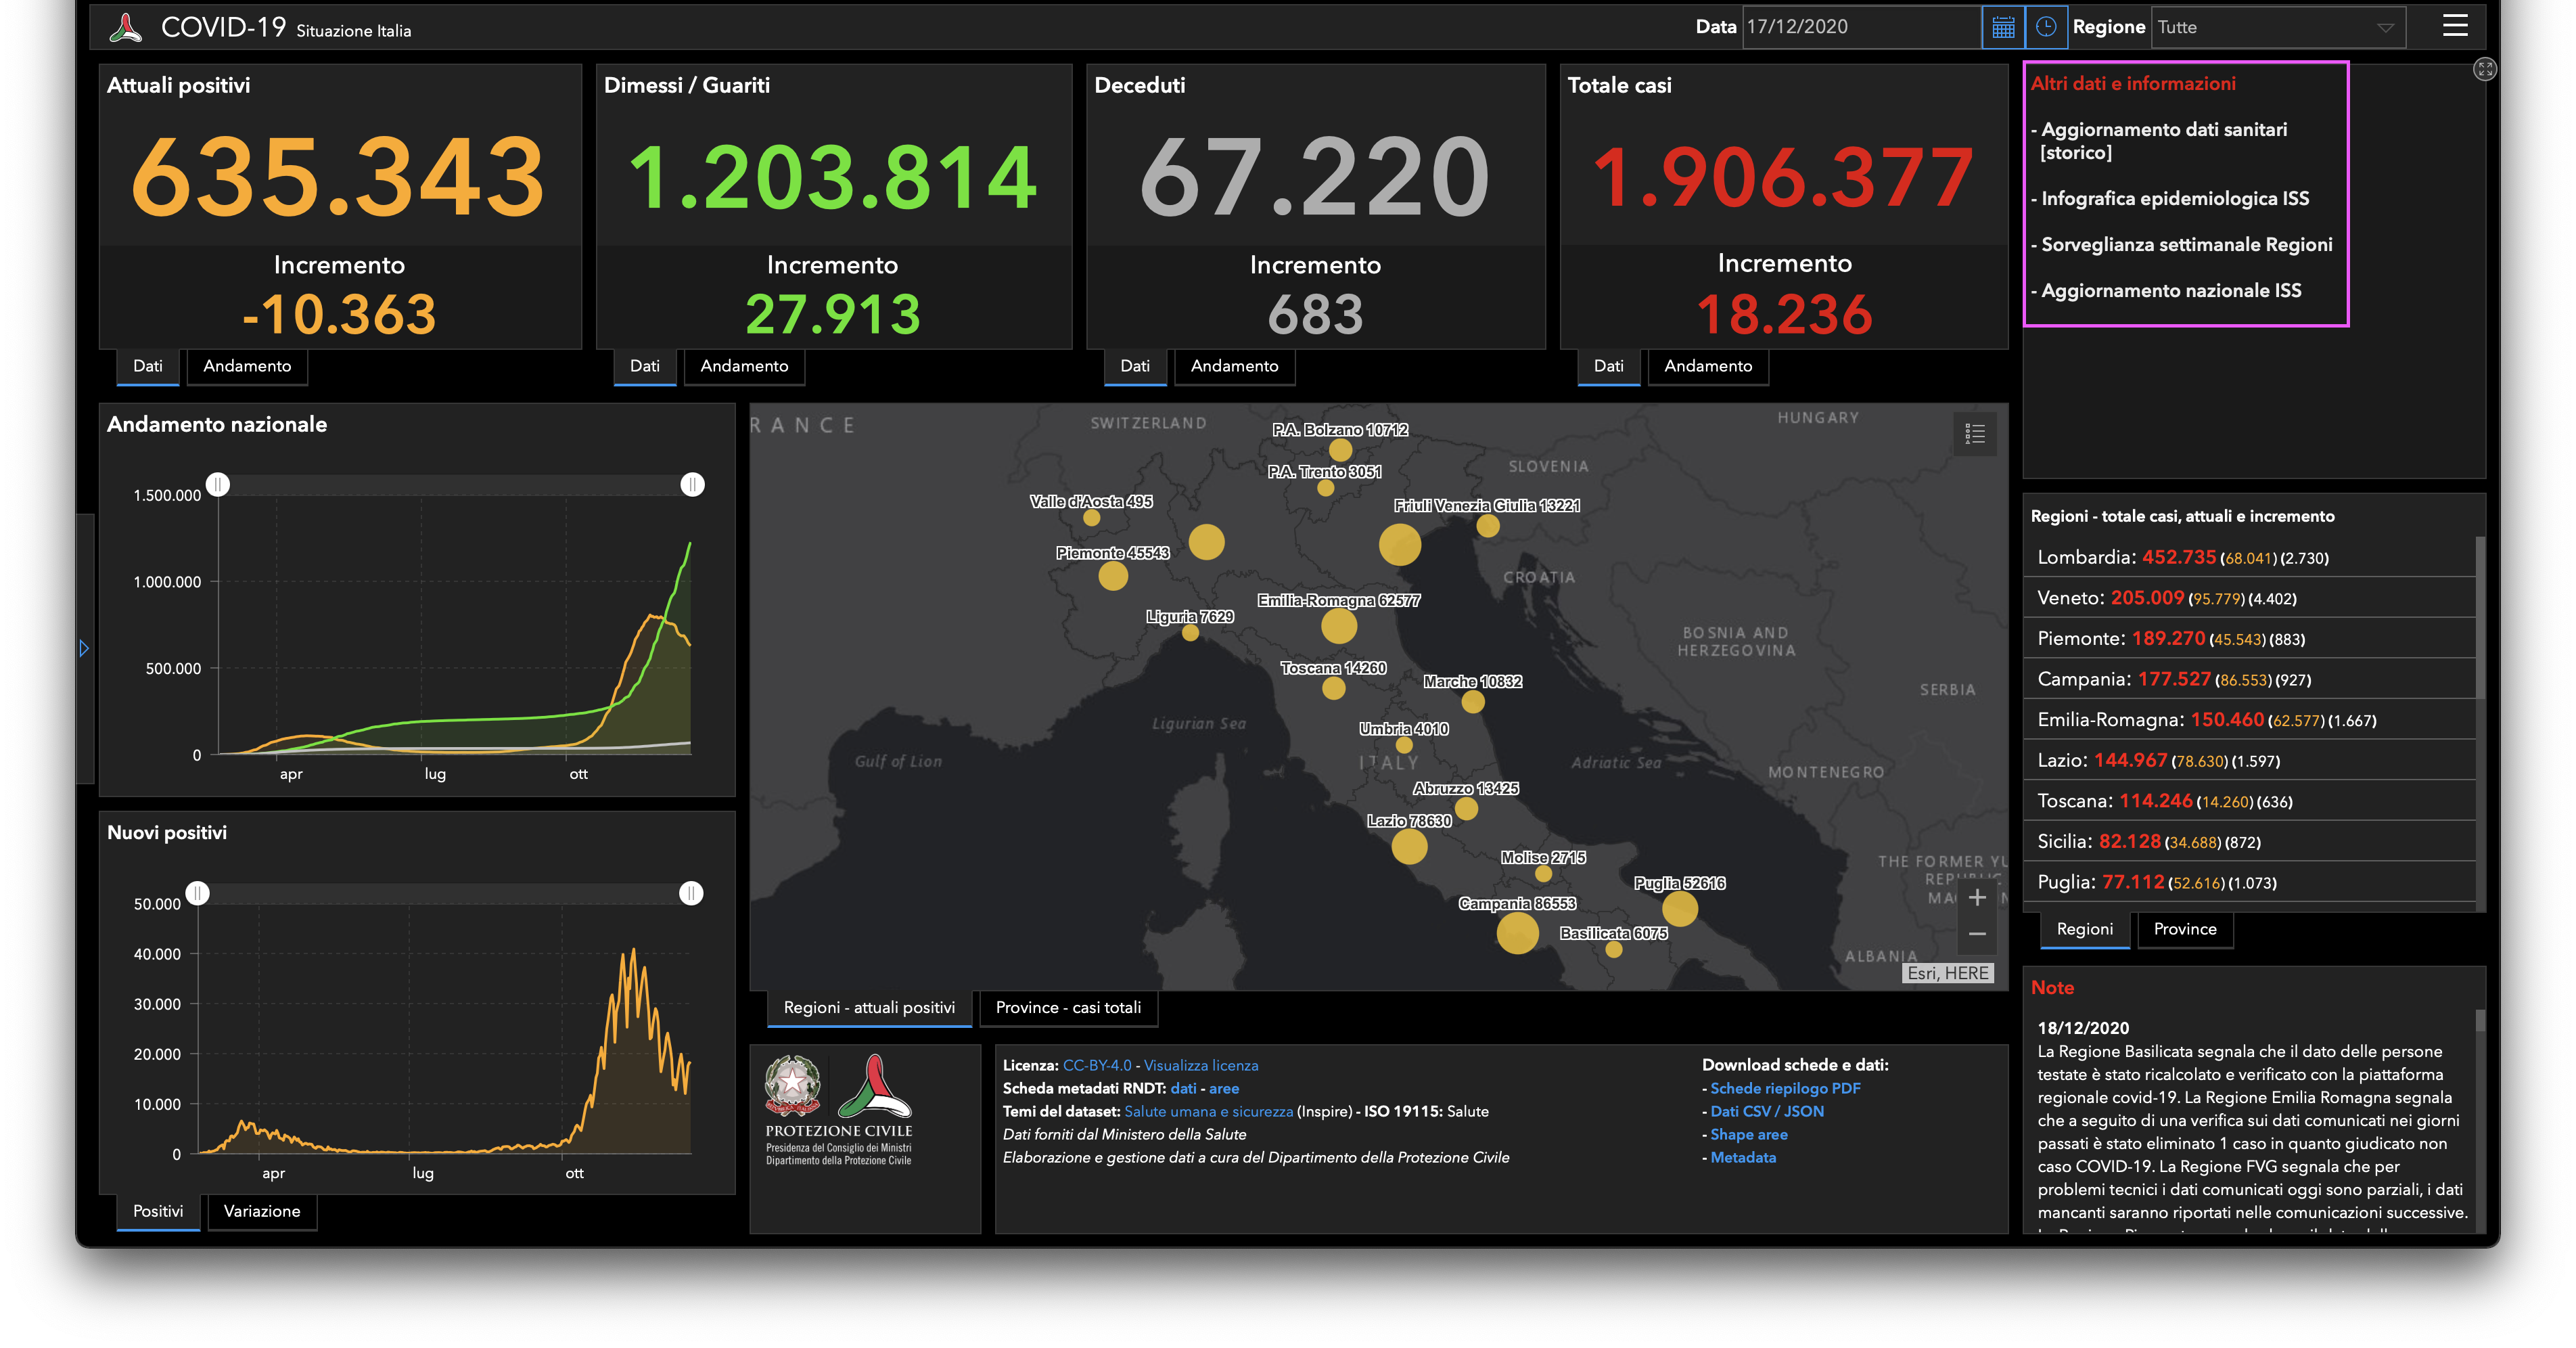 COVID-19 Situazione Italia
Data 17/12/2020
Regione Tutte
Attuali positivi
635.343
Incremento
-10.363
Dati Andamento
Dimessi / Guariti
1.203.814
Incremento
27.913
Dati Andamento
Deceduti
67.220
Incremento
683
Dati Andamento
Totale casi
1.906.377
Incremento
18.236
Dati Andamento
Altri dati e informazioni
- Aggiornamento dati sanitari
[storico]
- Infografica epidemiologica ISS
- Sorveglianza settimanale Regioni
- Aggiornamento nazionale ISS
Andamento nazionale
1.500.000
1.000.000
500.000
0
apr lug ott
Nuovi positivi
50.000
40.000
30.000
20.000
10.000
0
apr lug ott
Positivi Variazione
RANCE
SWITZERLAND
HUNGARY
P.A. Bolzano 10712
SLOVENIA
P.A. Trento 3051
Valle d'Aosta 495
Friuli Venezia Giulia 13221
Piemonte 45543
CROATIA
Emilia-Romagna 62577
Liguria 7629
BOSNIA AND
HERZEGOVINA
Toscana 14260
Marche 10832
SERBIA
Ligurian Sea
Umbria 4010
Gulf of Lion
ITALY
Adriatic Sea
MONTENEGRO
Abruzzo 13425
Lazio 78630
Molise 2715
THE FORMER YU
Puglia 52616
Campania 86553
Basilicata 6075
ALBANIA
Esri, HERE
Regioni - attuali positivi Province - casi totali
PROTEZIONE CIVILE
Presidenza del Consiglio dei Ministri
Dipartimento della Protezione Civile
Licenza: CC-BY-4.0 - Visualizza licenza
Scheda metadati RNDT: dati - aree
Temi del dataset: Salute umana e sicurezza (Inspire) - ISO 19115: Salute
Dati forniti dal Ministero della Salute
Elaborazione e gestione dati a cura del Dipartimento della Protezione Civile
Download schede e dati:
- Schede riepilogo PDF
- Dati CSV / JSON
- Shape aree
- Metadata
Regioni - totale casi, attuali e incremento
Lombardia: 452.735 (68.041) (2.730)
Veneto: 205.009 (95.779) (4.402)
Piemonte: 189.270 (45.543) (883)
Campania: 177.527 (86.553) (927)
Emilia-Romagna: 150.460 (62.577) (1.667)
Lazio: 144.967 (78.630) (1.597)
Toscana: 114.246 (14.260) (636)
Sicilia: 82.128 (34.688) (872)
Puglia: 77.112 (52.616) (1.073)
Regioni Province
Note
18/12/2020
La Regione Basilicata segnala che il dato delle persone
testate è stato ricalcolato e verificato con la piattaforma
regionale covid-19. La Regione Emilia Romagna segnala
che a seguito di una verifica sui dati comunicati nei giorni
passati è stato eliminato 1 caso in quanto giudicato non
caso COVID-19. La Regione FVG segnala che per
problemi tecnici i dati comunicati oggi sono parziali, i dati
mancanti saranno riportati nelle comunicazioni successive.